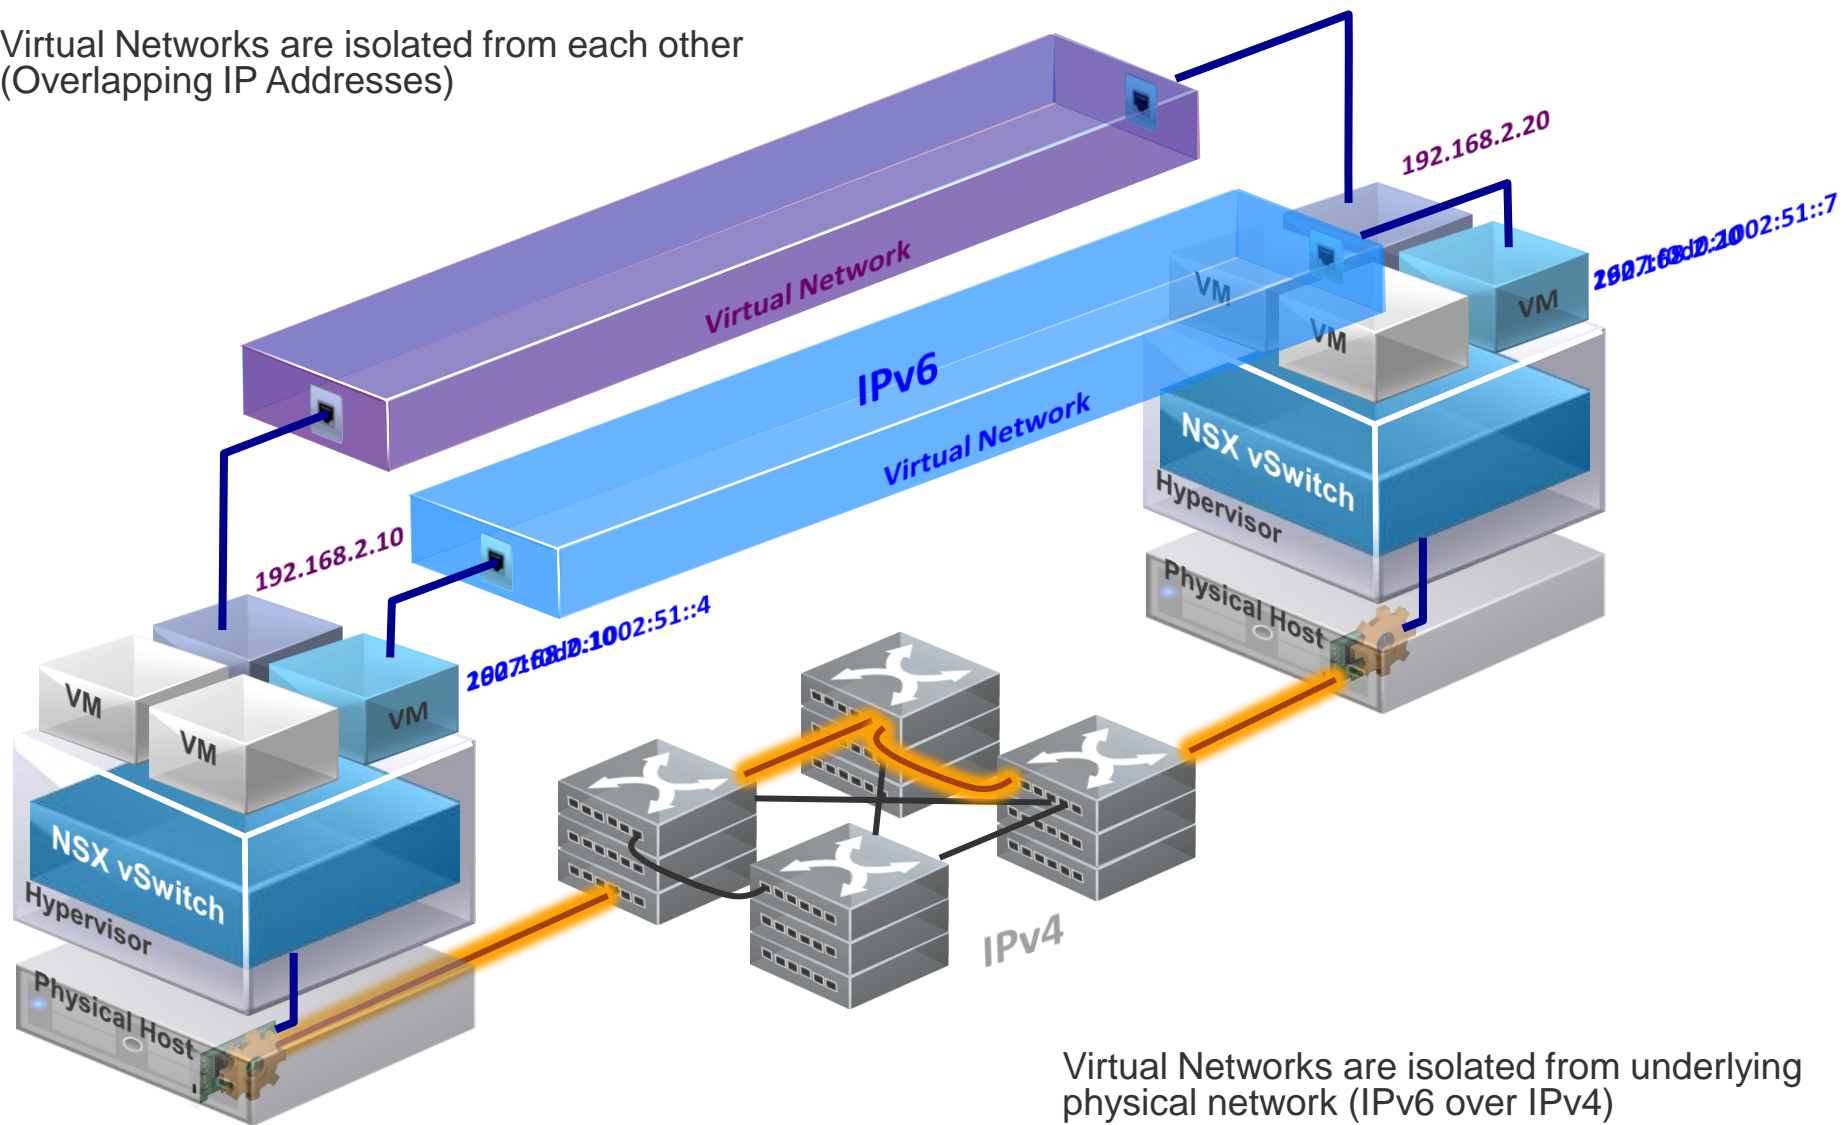 Virtual Networks are isolated from each other
(Overlapping IP Addresses)
192.168.2.20
Virtual Network
VM
VM
VM
IPv6
Virtual Network
NSX vSwitch
Hypervisor
192.168.2.10
Physical Host
VM
VM
VM
NSX vSwitch
Hypervisor
IPv4
Physical Host
Virtual Networks are isolated from underlying
physical network (IPv6 over IPv4)